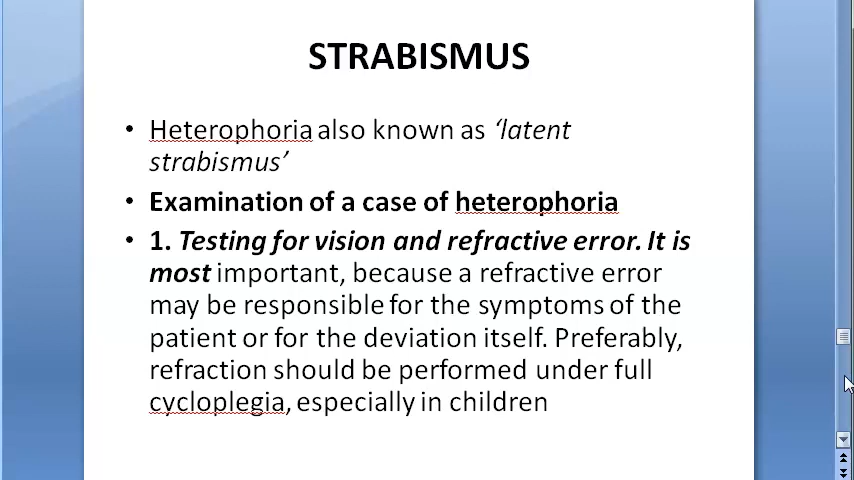 STRABISMUS
• Heterophoria also known as ‘latent
strabismus’
• Examination of a case of heterophoria
• 1. Testing for vision and refractive error. It is
most important, because a refractive error
may be responsible for the symptoms of the
patient or for the deviation itself. Preferably,
refraction should be performed under full
cycloplegia, especially in children